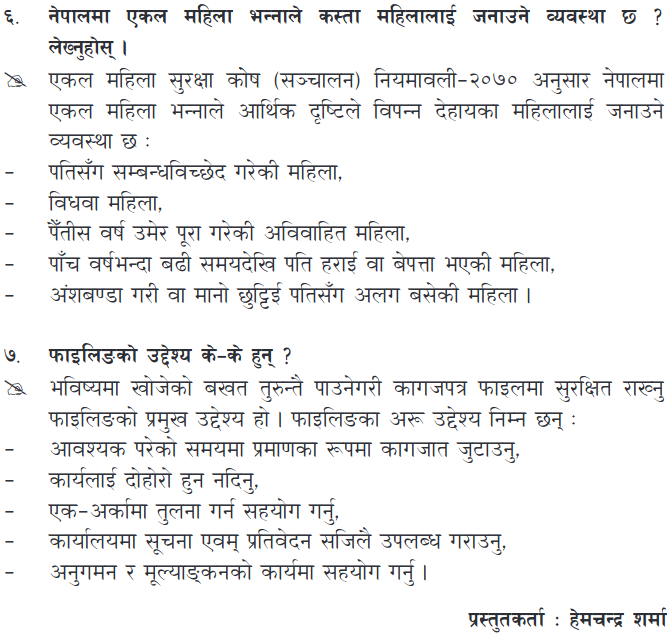 ६. नेपालमा एकल महिला भन्नाले कस्ता महिलालाई जनाउने व्यवस्था छ ?
लेख्नुहोस् ।
एकल महिला सुरक्षा कोष (सञ्चालन) नियमावली-२०७० अनुसार नेपालमा
एकल महिला भन्नाले आर्थिक दृष्टिले विपन्न देहायका महिलालाई जनाउने
व्यवस्था छ :
- पतिसँग सम्बन्धविच्छेद गरेकी महिला,
- विधवा महिला,
- पैँतीस वर्ष उमेर पूरा गरेकी अविवाहित महिला,
- पाँच वर्षभन्दा बढी समयदेखि पति हराई वा बेपत्ता भएकी महिला,
- अंशबण्डा गरी वा मानो छुट्टिई पतिसँग अलग बसेकी महिला ।
७. फाइलिङको उद्देश्य के-के हुन् ?
भविष्यमा खोजेको बखत तुरुन्तै पाउनेगरी कागजपत्र फाइलमा सुरक्षित राख्नु
फाइलिङको प्रमुख उद्देश्य हो । फाइलिङका अरू उद्देश्य निम्न छन् :
- आवश्यक परेको समयमा प्रमाणका रूपमा कागजात जुटाउनु,
- कार्यलाई दोहोरो हुन नदिनु,
- एक-अर्कामा तुलना गर्न सहयोग गर्नु,
- कार्यालयमा सूचना एवम् प्रतिवेदन सजिलै उपलब्ध गराउनु,
- अनुगमन र मूल्याङ्कनको कार्यमा सहयोग गर्नु ।
प्रस्तुतकर्ता : हेमचन्द्र शर्मा